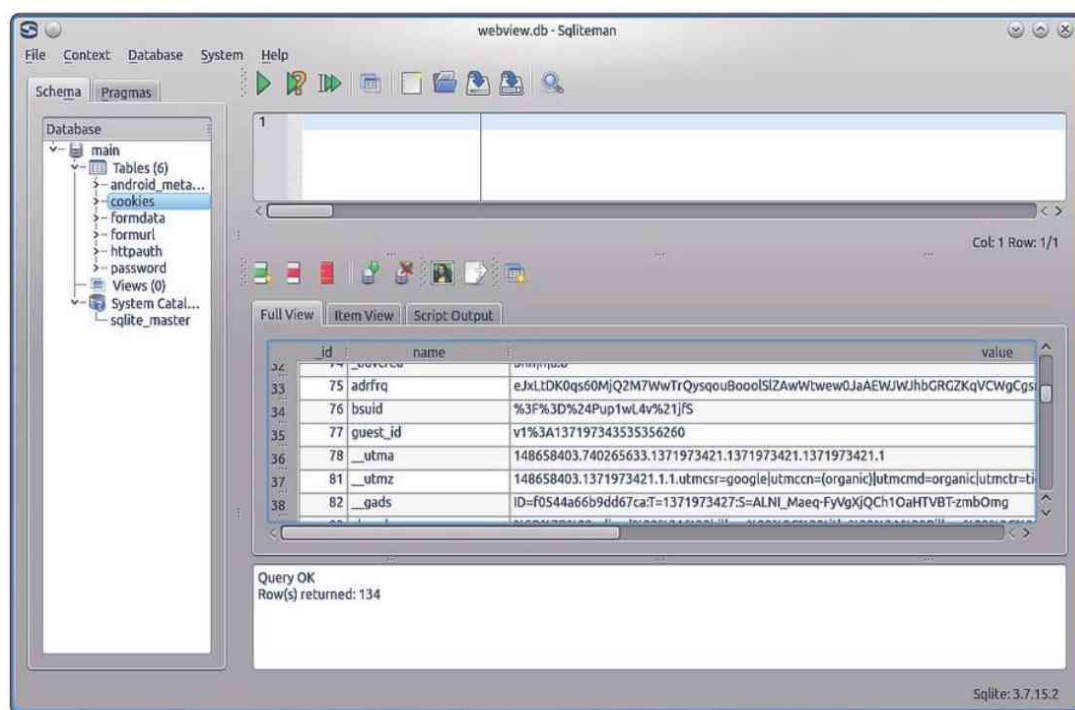 webview.db - Sqliteman
File Context Database System Help
Schema Pragmas
Database
main
Tables (6)
android_meta...
cookies
formdata
formurl
httpauth
password
Views (0)
System Catal...
sqlite_master
1
Col: 1 Row: 1/1
Full View Item View Script Output
_id name value
32 74
33 75 adrfrq
34 76 bsuid %3F%3D%24Pup1wL4v%21jfS
35 77 guest_id v1%3A137197343535356260
36 78 __utma 148658403.740265633.1371973421.1371973421.1371973421.1
37 81 __utmz 148658403.1371973421.1.1.utmcsr=google|utmccn=(organic)|utmcmd=organic|utmctr=ti
38 82 __gads ID=f0544a66b9dd67ca:T=1371973427:S=ALNI_Maeq-FyVgXjQCh1OaHTVBT-zmbOmg
Query OK
Row(s) returned: 134
Sqlite: 3.7.15.2